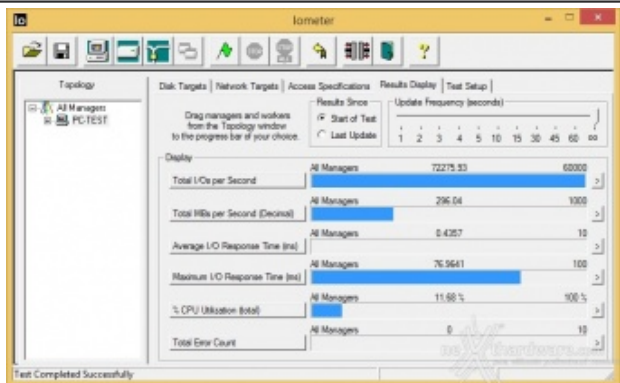 Iometer
Topology
All Managers
PC-TEST
Disk Targets
Network Targets
Access Specifications
Results Display
Test Setup
Drag managers and workers
from the Topology window
to the progress bar of your choice.
Results Since
Start of Test
Last Update
Update Frequency (seconds)
1 2 3 4 5 10 15 30 45 60 ∞
Display
All Managers 72275.93 60000
Total I/Os per Second
All Managers 296.04 1000
Total MBs per Second (Decimal)
All Managers 0.4357 10
Average I/O Response Time (ms)
All Managers 76.9641 100
Maximum I/O Response Time (ms)
All Managers 11.68 % 100 %
% CPU Utilization (total)
All Managers 0 10
Total Error Count
Test Completed Successfully